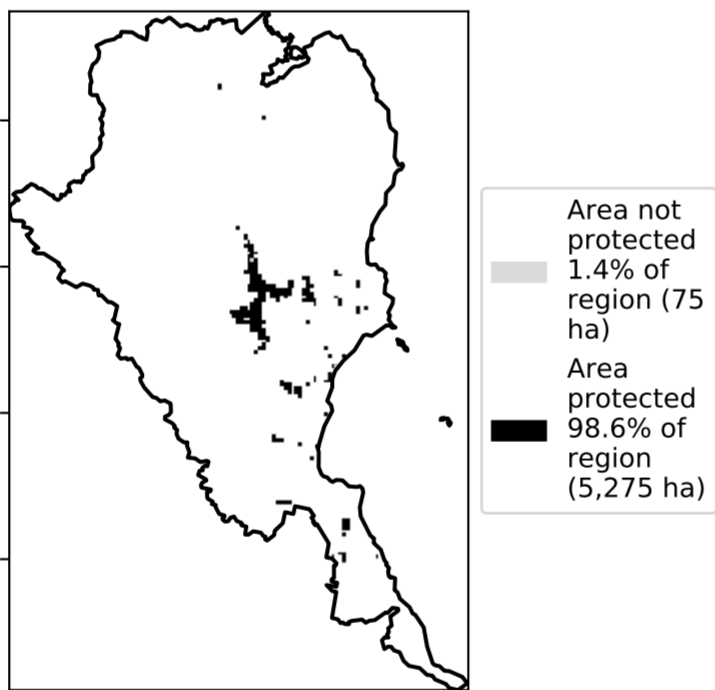 Area not
protected
1.4% of
region (75
ha)
Area
protected
98.6% of
region
(5,275 ha)